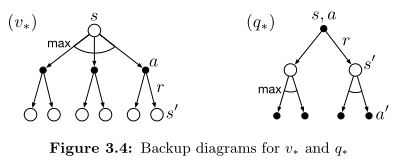 (v∗) s s, a (q∗)
max r
a s′
r max
s′ a′
Figure 3.4: Backup diagrams for v∗ and q∗